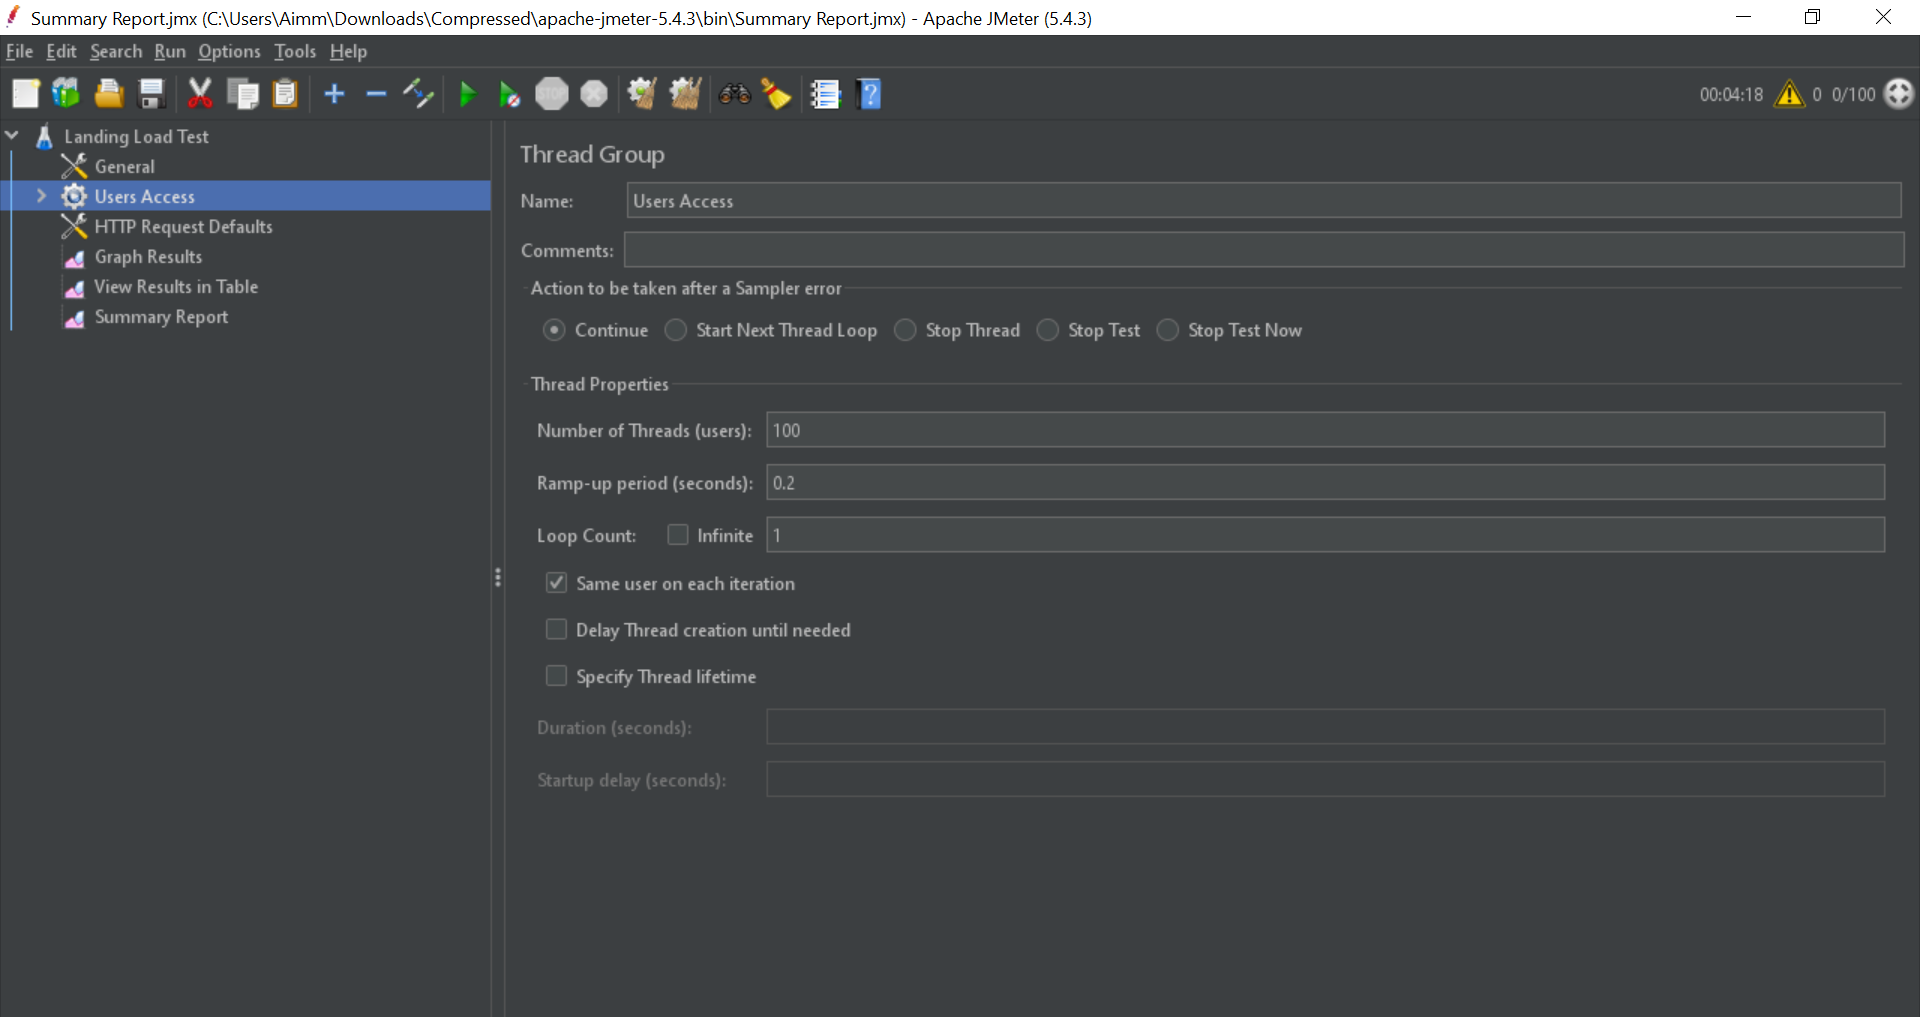 Summary Report.jmx (C:\Users\Aimm\Downloads\Compressed\apache-jmeter-5.4.3\bin\Summary Report.jmx) - Apache JMeter (5.4.3)
File Edit Search Run Options Tools Help
STOP ? 00:04:18 ! 0 0/100
Landing Load Test
General
Users Access
HTTP Request Defaults
Graph Results
View Results in Table
Summary Report
Thread Group
Name: Users Access
Comments:
Action to be taken after a Sampler error
Continue Start Next Thread Loop Stop Thread Stop Test Stop Test Now
Thread Properties
Number of Threads (users): 100
Ramp-up period (seconds): 0.2
Loop Count: Infinite 1
Same user on each iteration
Delay Thread creation until needed
Specify Thread lifetime
Duration (seconds):
Startup delay (seconds):